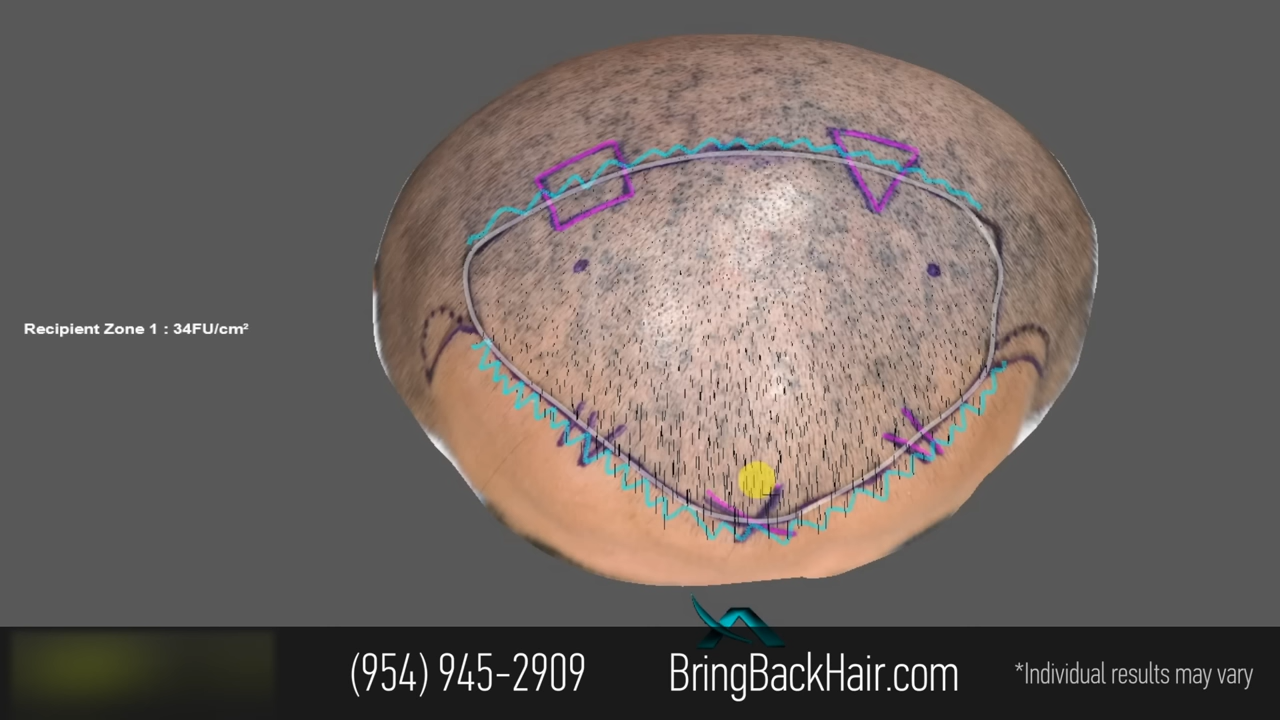 Recipient Zone 1 : 34FU/cm²
(954) 945-2909 BringBackHair.com *Individual results may vary